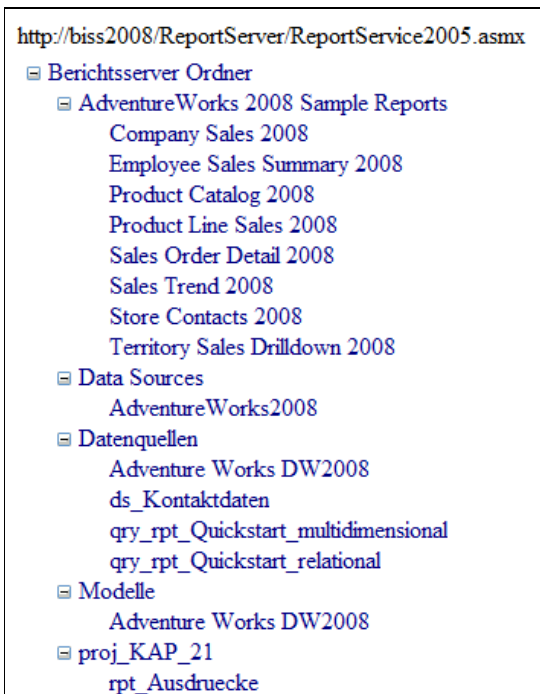 http://biss2008/ReportServer/ReportService2005.asmx
Berichtsserver Ordner
AdventureWorks 2008 Sample Reports
Company Sales 2008
Employee Sales Summary 2008
Product Catalog 2008
Product Line Sales 2008
Sales Order Detail 2008
Sales Trend 2008
Store Contacts 2008
Territory Sales Drilldown 2008
Data Sources
AdventureWorks2008
Datenquellen
Adventure Works DW2008
ds_Kontaktdaten
qry_rpt_Quickstart_multidimensional
qry_rpt_Quickstart_relational
Modelle
Adventure Works DW2008
proj_KAP_21
rpt_Ausdruecke